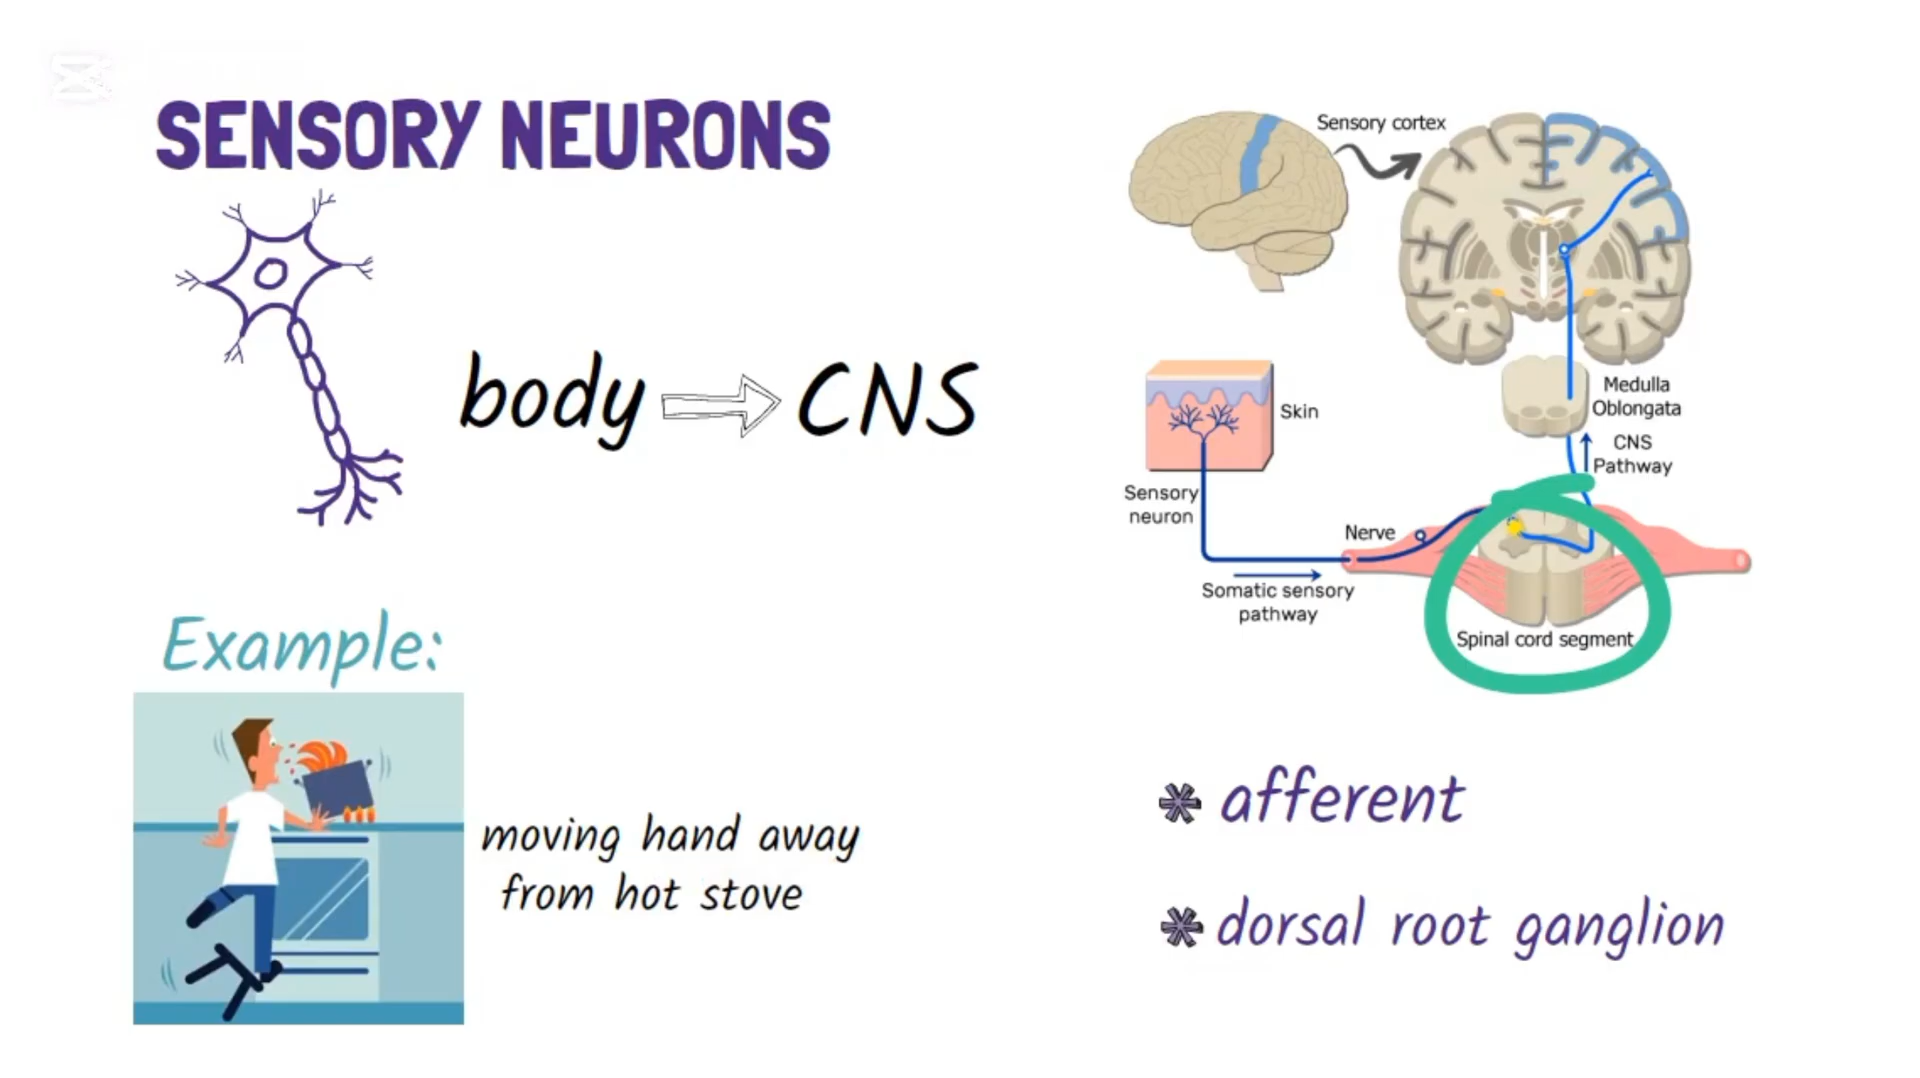 SENSORY NEURONS
body CNS
Example:
moving hand away
from hot stove
Sensory cortex
Skin
Medulla
Oblongata
CNS
Pathway
Sensory
neuron
Nerve
Somatic sensory
pathway
Spinal cord segment
* afferent
* dorsal root ganglion